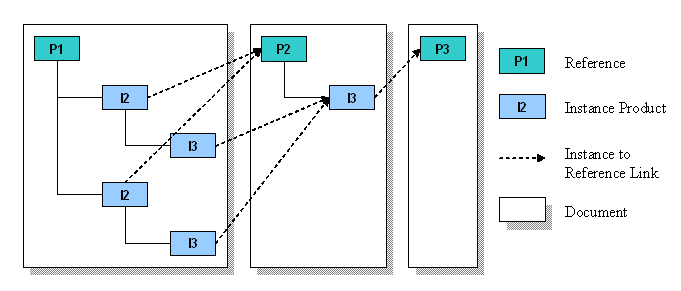 P1
P2
P3
I2
I3
I3
I2
I3
P1
Reference
I2
Instance Product
Instance to
Reference Link
Document